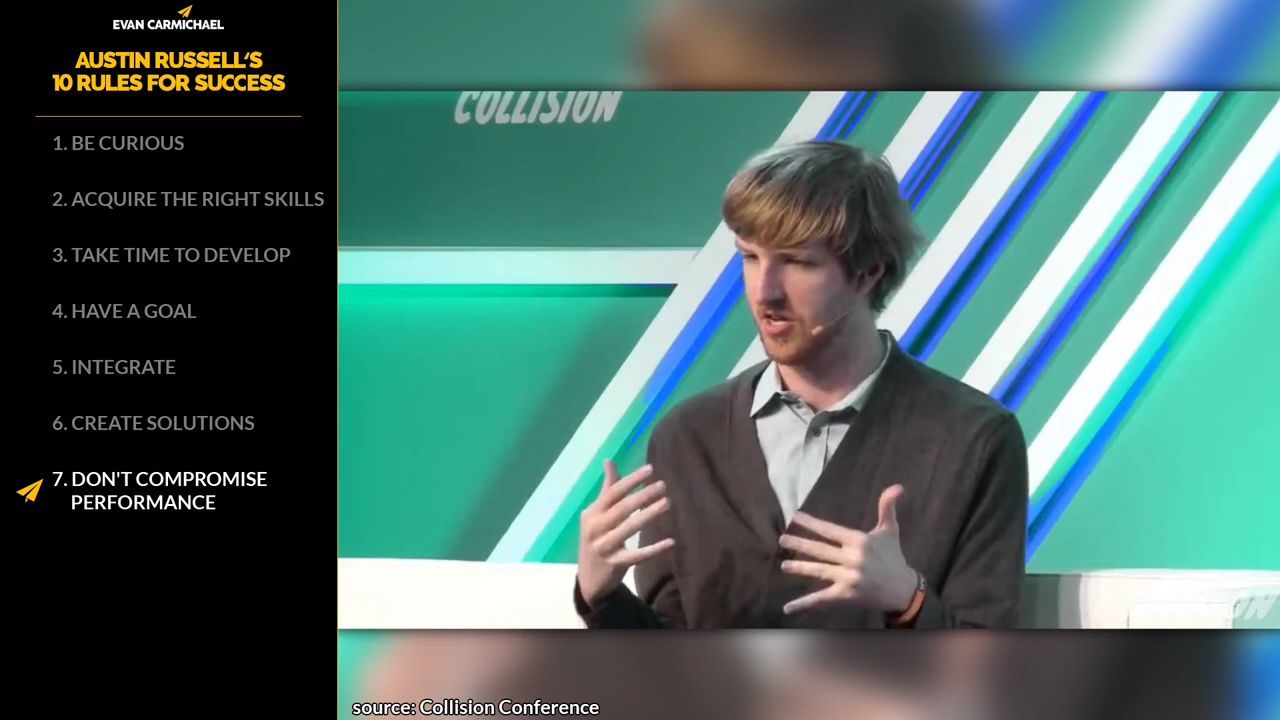 EVAN CARMICHAEL
AUSTIN RUSSELL'S
10 RULES FOR SUCCESS
1. BE CURIOUS
2. ACQUIRE THE RIGHT SKILLS
3. TAKE TIME TO DEVELOP
4. HAVE A GOAL
5. INTEGRATE
6. CREATE SOLUTIONS
7. DON'T COMPROMISE
PERFORMANCE
COLLISION
source: Collision Conference